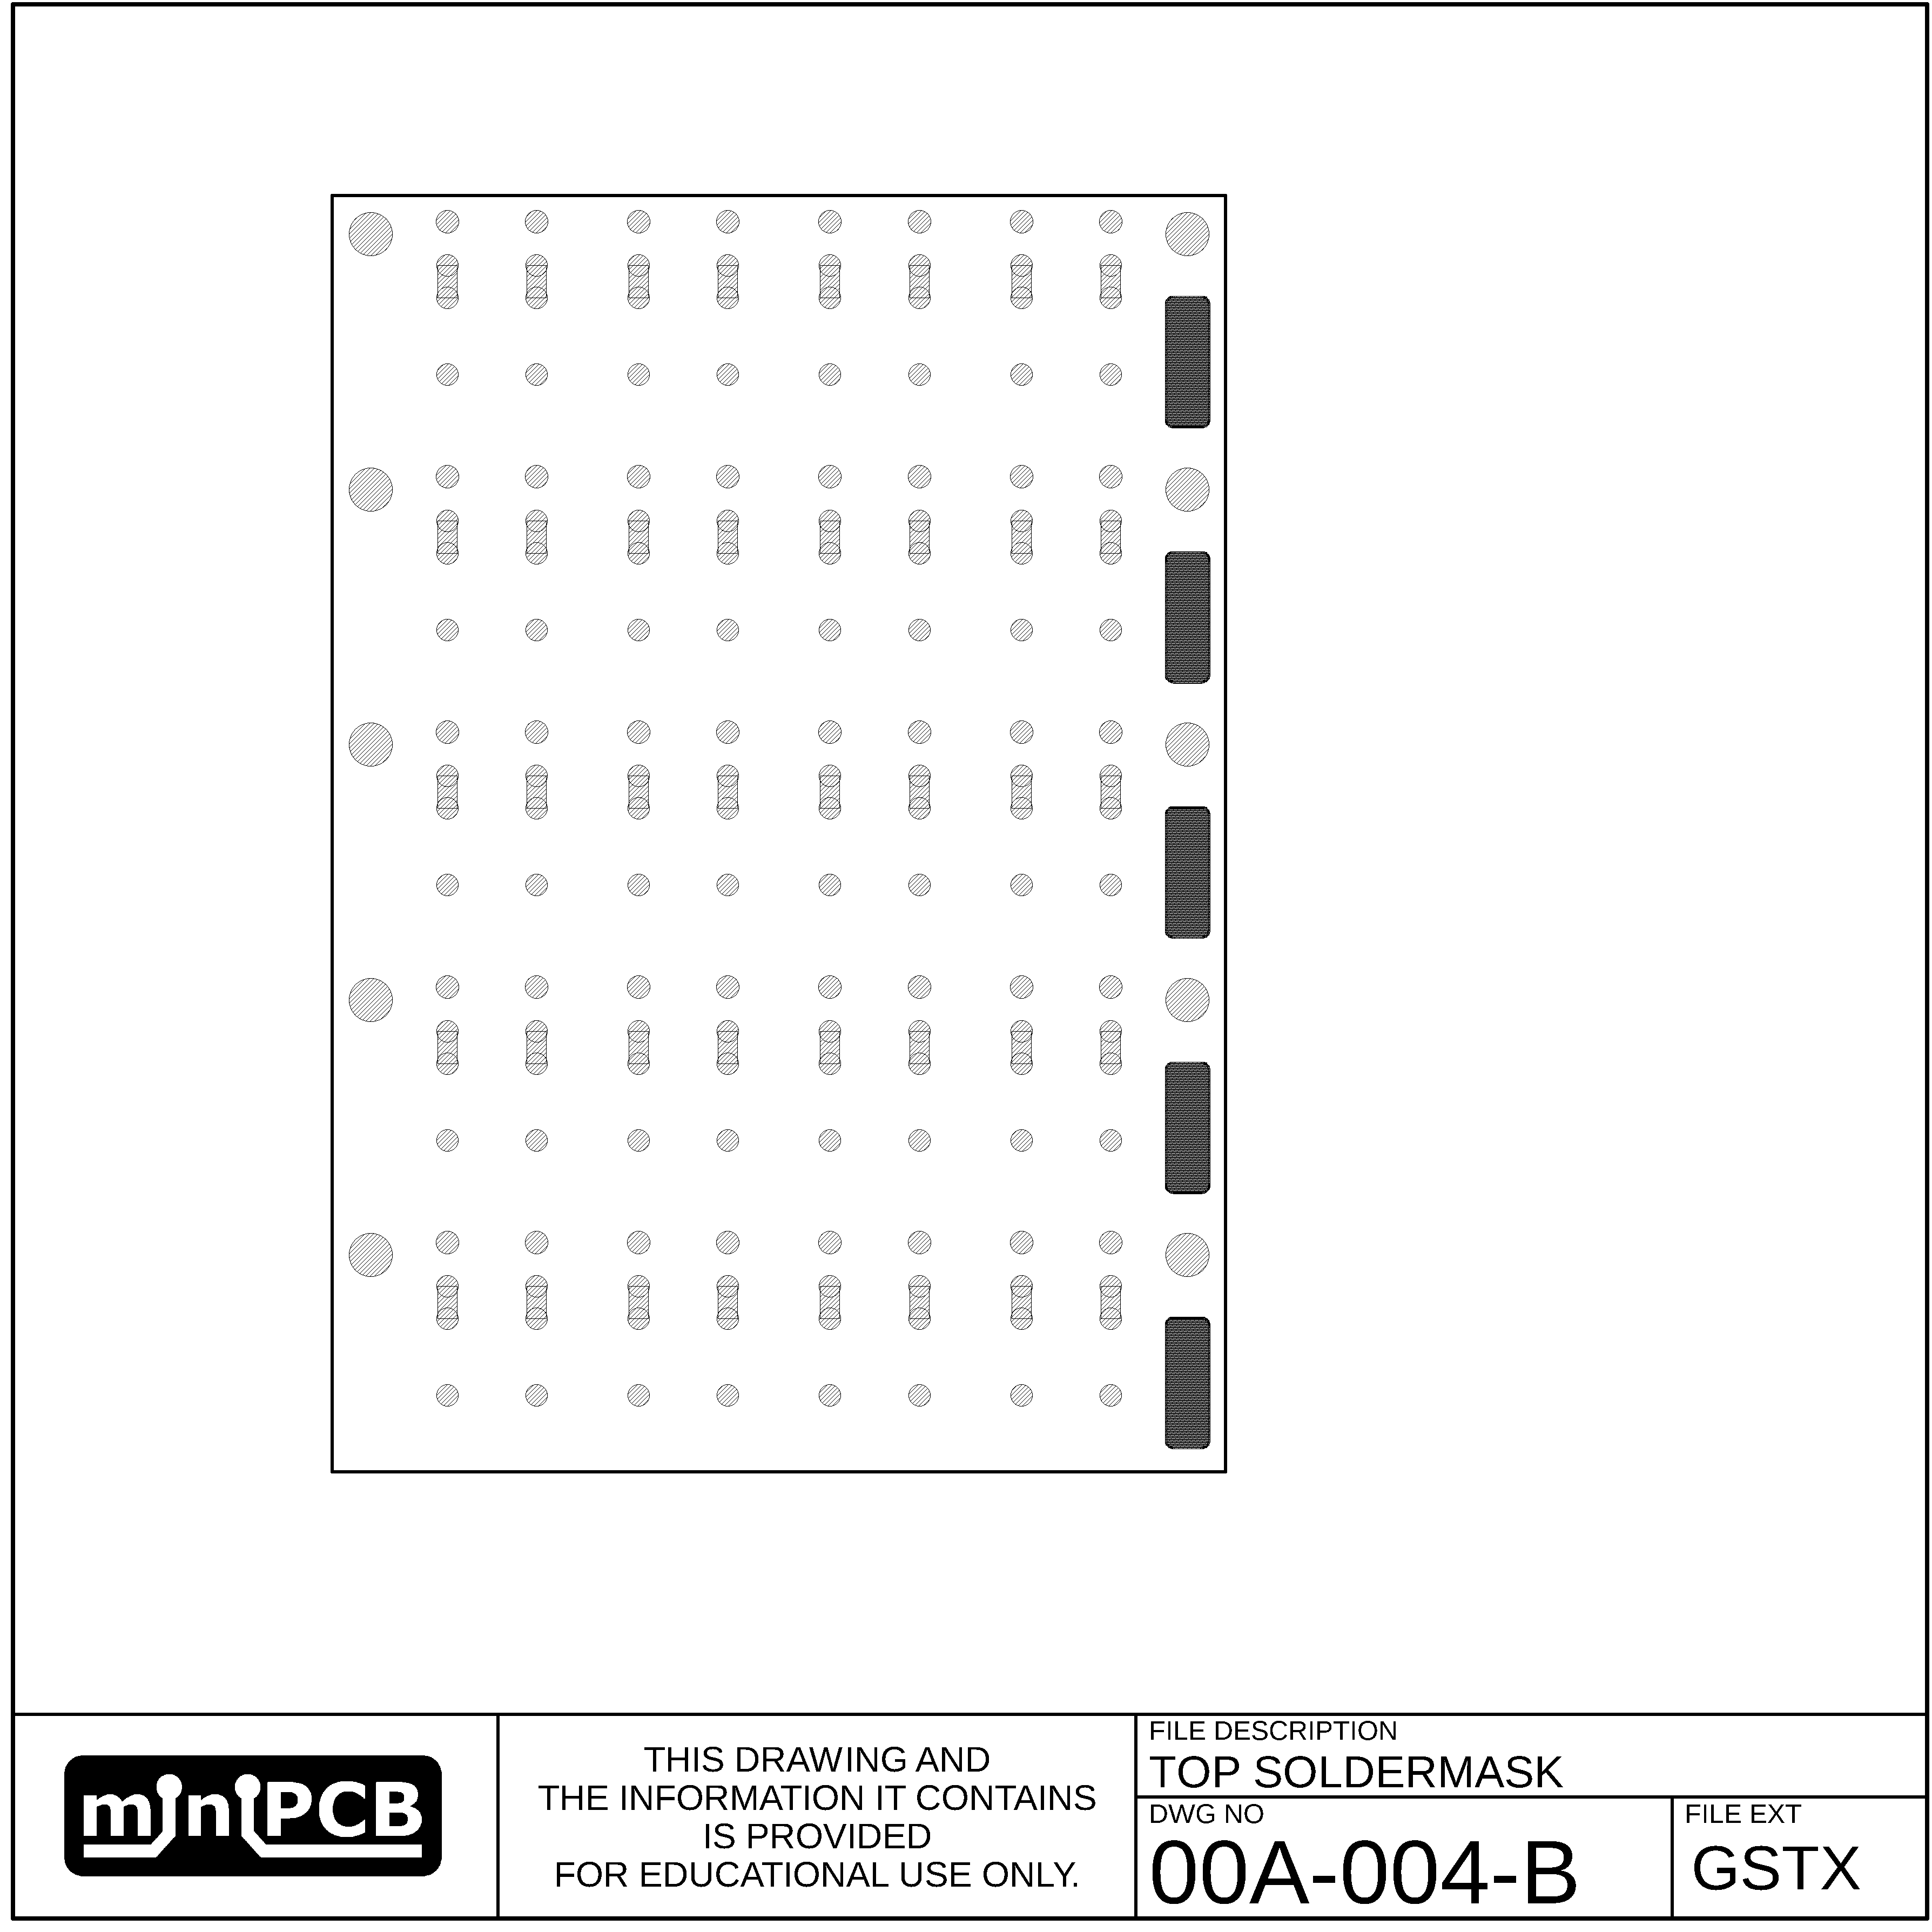 miniPCB
THIS DRAWING AND
THE INFORMATION IT CONTAINS
IS PROVIDED
FOR EDUCATIONAL USE ONLY.
FILE DESCRIPTION
TOP SOLDERMASK
DWG NO
00A-004-B
FILE EXT
GSTX